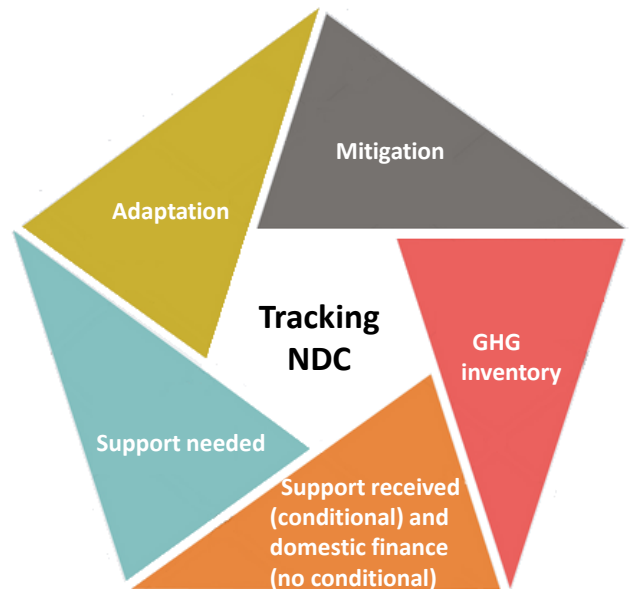 Mitigation
Adaptation
Tracking
NDC
GHG
inventory
Support needed
Support received
(conditional) and
domestic finance
(no conditional)